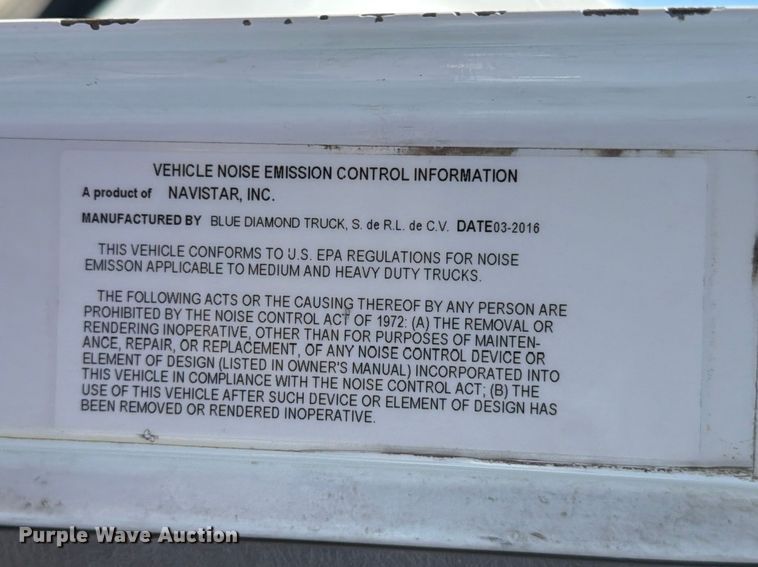 VEHICLE NOISE EMISSION CONTROL INFORMATION
A product of NAVISTAR, INC.
MANUFACTURED BY BLUE DIAMOND TRUCK, S. de R.L. de C.V. DATE03-2016
THIS VEHICLE CONFORMS TO U.S. EPA REGULATIONS FOR NOISE
EMISSON APPLICABLE TO MEDIUM AND HEAVY DUTY TRUCKS.
THE FOLLOWING ACTS OR THE CAUSING THEREOF BY ANY PERSON ARE
PROHIBITED BY THE NOISE CONTROL ACT OF 1972: (A) THE REMOVAL OR
RENDERING INOPERATIVE, OTHER THAN FOR PURPOSES OF MAINTEN-
ANCE, REPAIR, OR REPLACEMENT, OF ANY NOISE CONTROL DEVICE OR
ELEMENT OF DESIGN (LISTED IN OWNER'S MANUAL) INCORPORATED INTO
THIS VEHICLE IN COMPLIANCE WITH THE NOISE CONTROL ACT; (B) THE
USE OF THIS VEHICLE AFTER SUCH DEVICE OR ELEMENT OF DESIGN HAS
BEEN REMOVED OR RENDERED INOPERATIVE.
Purple Wave Auction